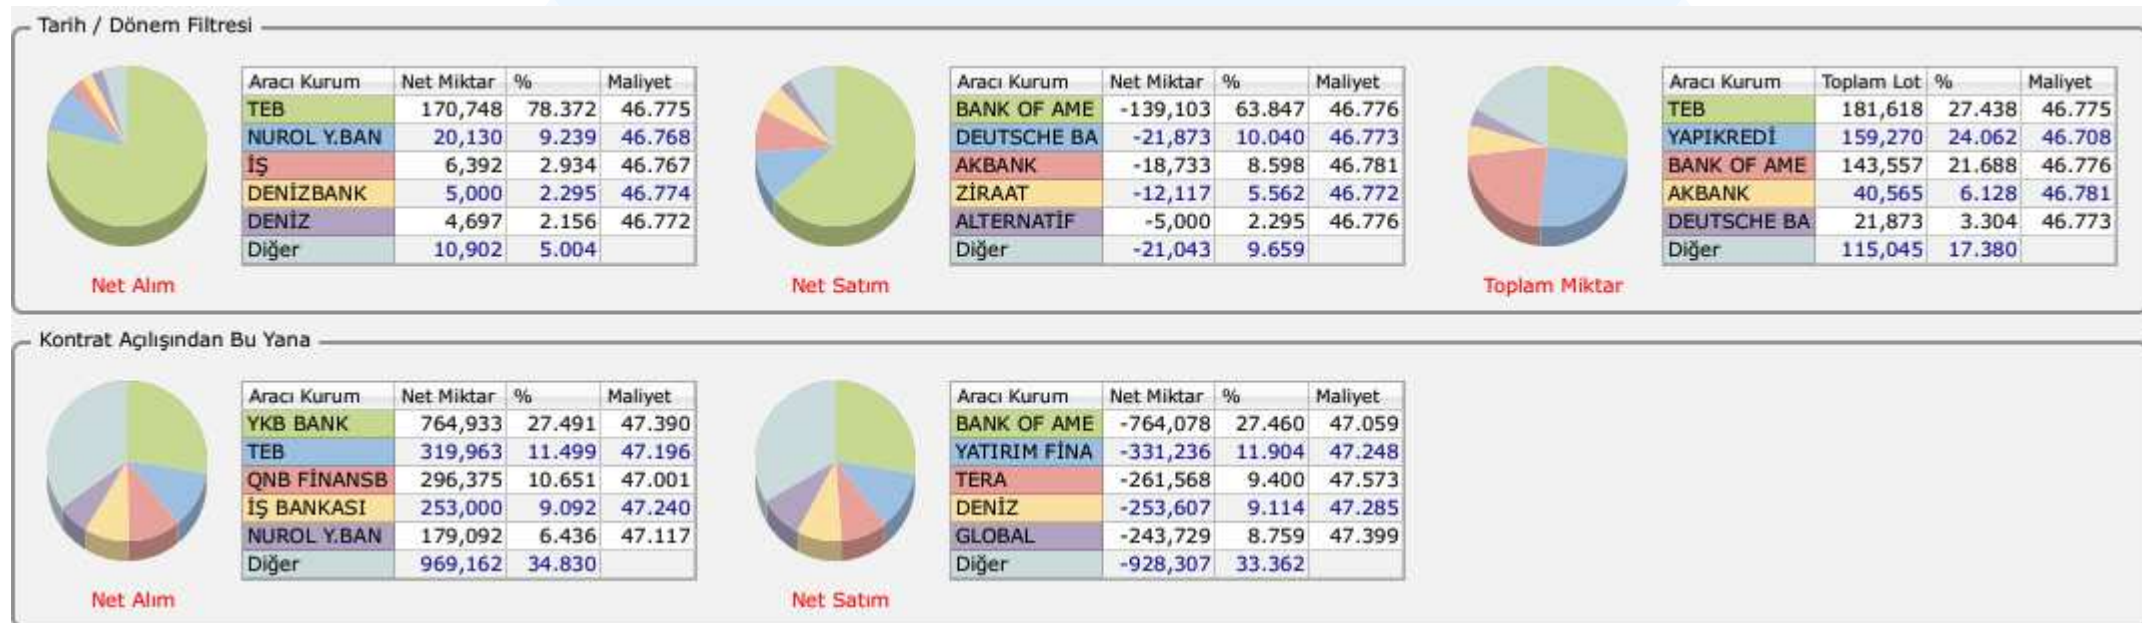 Tarih / Dönem Filtresi
Aracı Kurum Net Miktar % Maliyet
TEB 170,748 78.372 46.775
NUROL Y.BAN 20,130 9.239 46.768
İŞ 6,392 2.934 46.767
DENİZBANK 5,000 2.295 46.774
DENİZ 4,697 2.156 46.772
Diğer 10,902 5.004
Net Alım
Aracı Kurum Net Miktar % Maliyet
BANK OF AME -139,103 63.847 46.776
DEUTSCHE BA -21,873 10.040 46.773
AKBANK -18,733 8.598 46.781
ZİRAAT -12,117 5.562 46.772
ALTERNATİF -5,000 2.295 46.776
Diğer -21,043 9.659
Net Satım
Aracı Kurum Toplam Lot % Maliyet
TEB 181,618 27.438 46.775
YAPIKREDİ 159,270 24.062 46.708
BANK OF AME 143,557 21.688 46.776
AKBANK 40,565 6.128 46.781
DEUTSCHE BA 21,873 3.304 46.773
Diğer 115,045 17.380
Toplam Miktar
Kontrat Açılışından Bu Yana
Aracı Kurum Net Miktar % Maliyet
YKB BANK 764,933 27.491 47.390
TEB 319,963 11.499 47.196
QNB FİNANSB 296,375 10.651 47.001
İŞ BANKASI 253,000 9.092 47.240
NUROL Y.BAN 179,092 6.436 47.117
Diğer 969,162 34.830
Net Alım
Aracı Kurum Net Miktar % Maliyet
BANK OF AME -764,078 27.460 47.059
YATIRIM FİNA -331,236 11.904 47.248
TERA -261,568 9.400 47.573
DENİZ -253,607 9.114 47.285
GLOBAL -243,729 8.759 47.399
Diğer -928,307 33.362
Net Satım